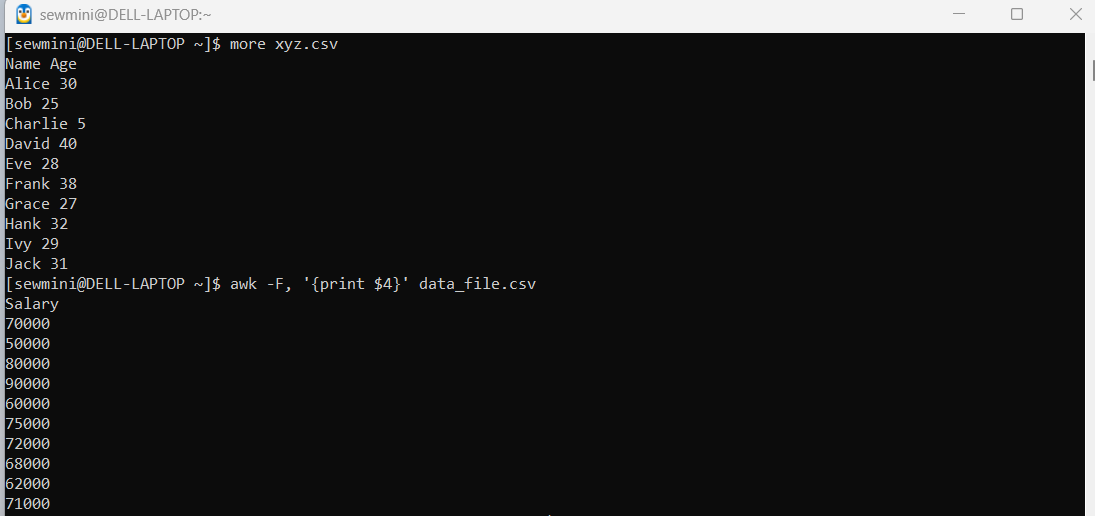 sewmini@DELL-LAPTOP:~
[sewmini@DELL-LAPTOP ~]$ more xyz.csv
Name Age
Alice 30
Bob 25
Charlie 5
David 40
Eve 28
Frank 38
Grace 27
Hank 32
Ivy 29
Jack 31
[sewmini@DELL-LAPTOP ~]$ awk -F, '{print $4}' data_file.csv
Salary
70000
50000
80000
90000
60000
75000
72000
68000
62000
71000